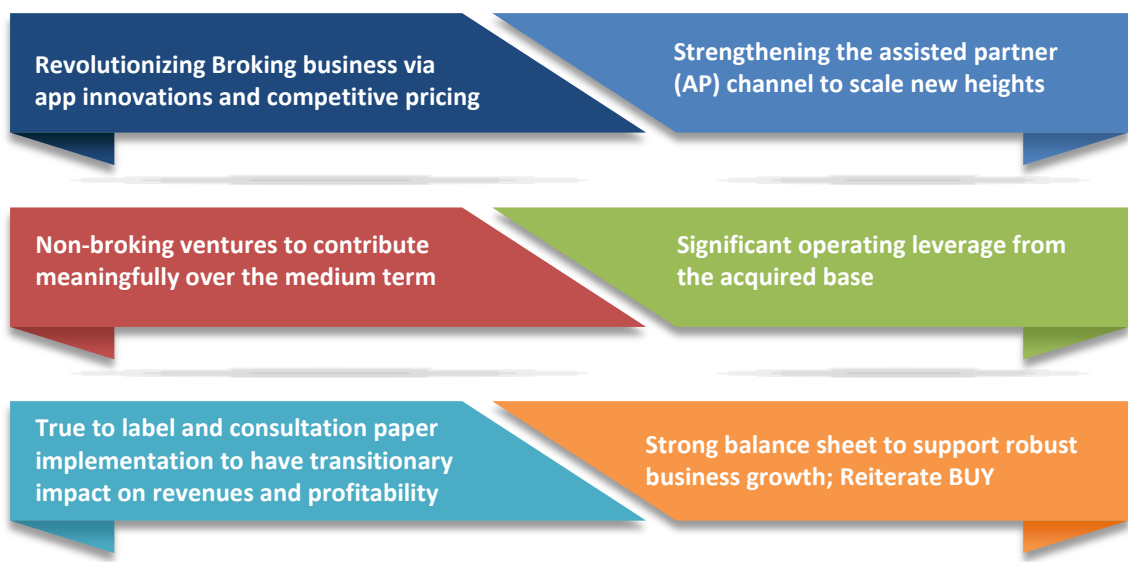 Revolutionizing Broking business via
app innovations and competitive pricing
Strengthening the assisted partner
(AP) channel to scale new heights
Non-broking ventures to contribute
meaningfully over the medium term
Significant operating leverage from
the acquired base
True to label and consultation paper
implementation to have transitionary
impact on revenues and profitability
Strong balance sheet to support robust
business growth; Reiterate BUY